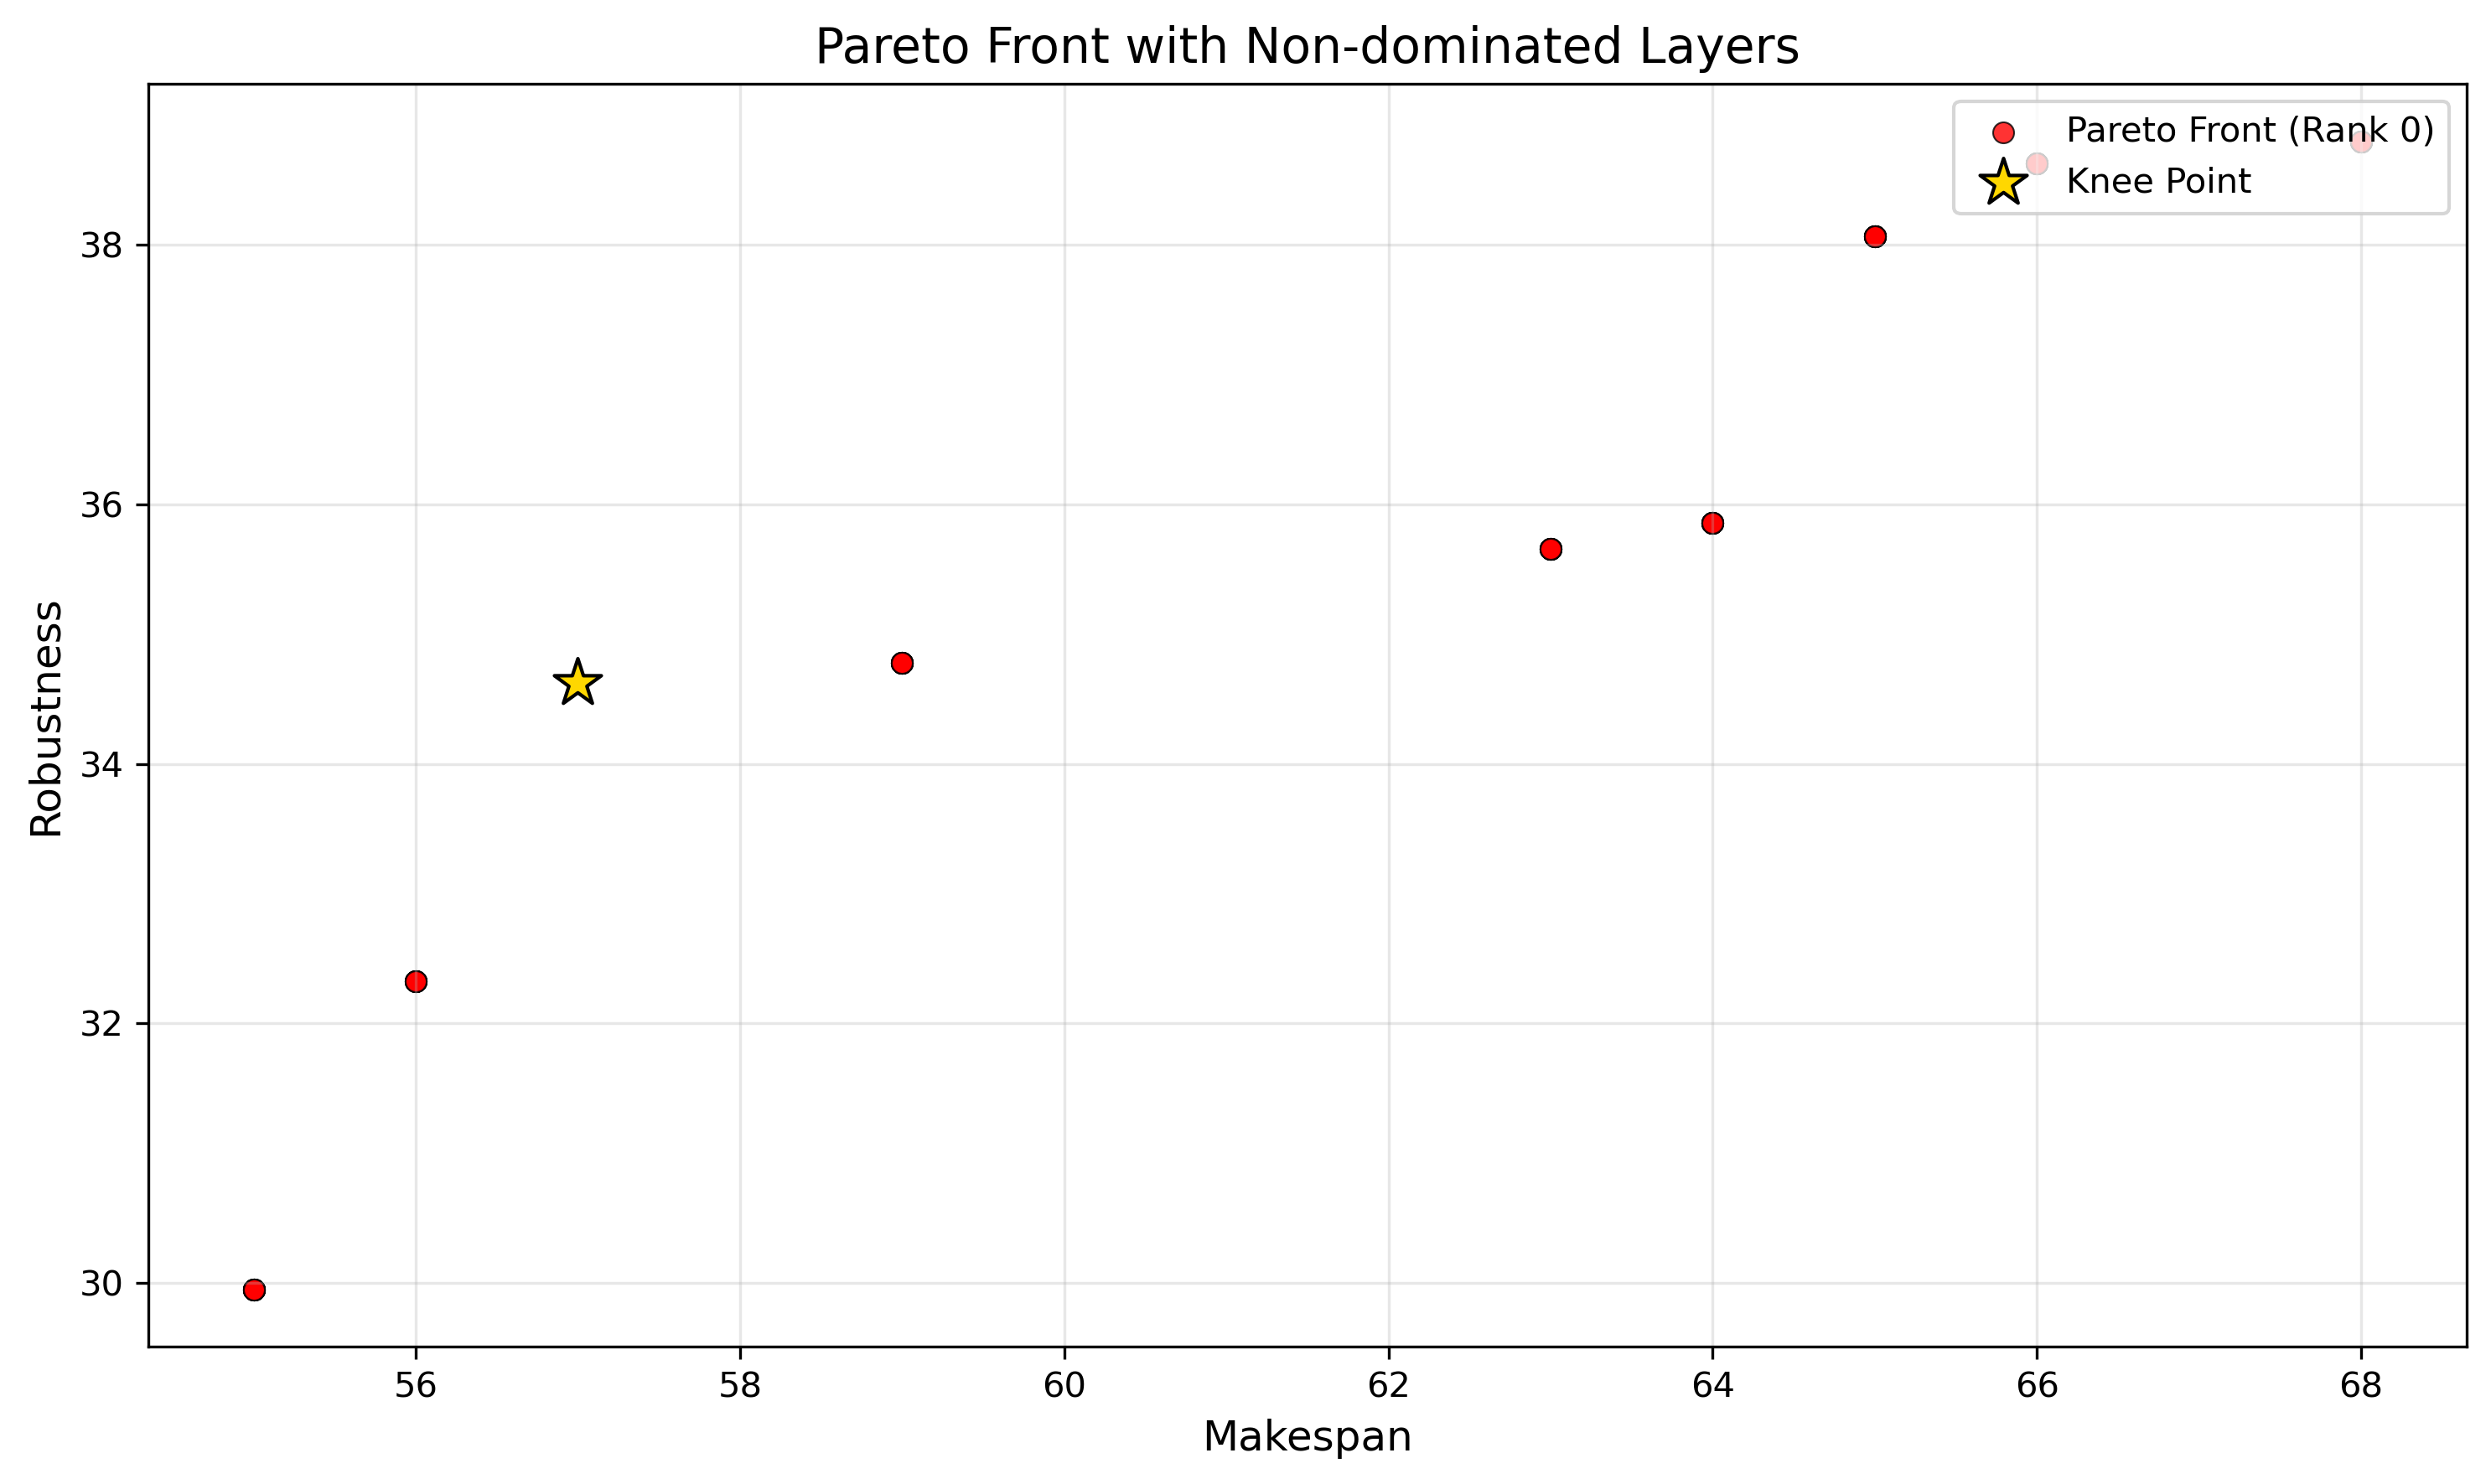 Pareto Front with Non-dominated Layers
Pareto Front (Rank 0)
Knee Point
38
36
34
32
30
Robustness
56 58 60 62 64 66 68
Makespan